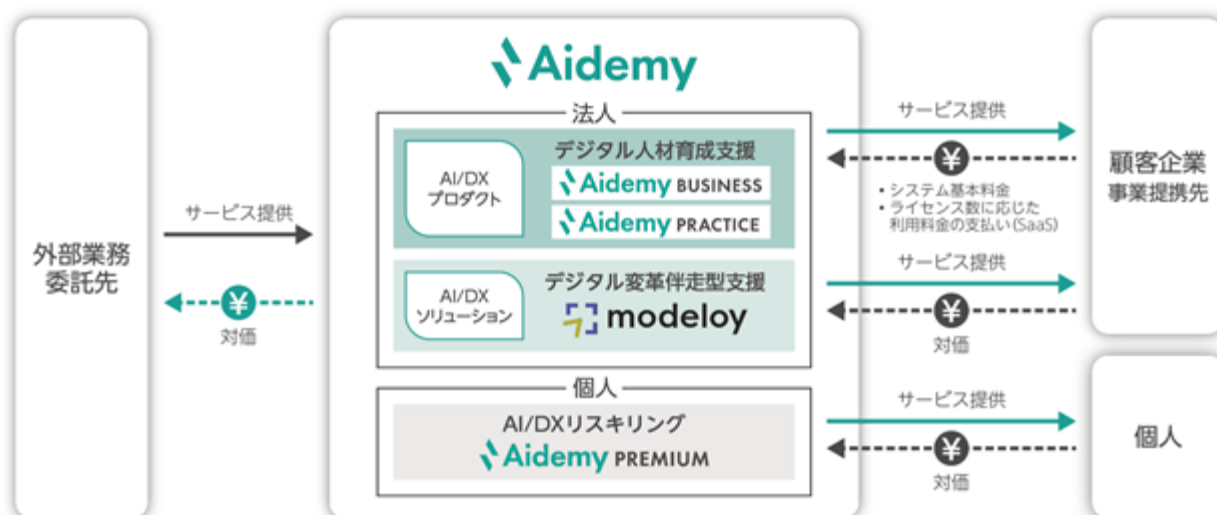 外部業務
委託先
サービス提供
¥
対価
Aidemy
法人
AI/DX
プロダクト
デジタル人材育成支援
Aidemy BUSINESS
Aidemy PRACTICE
AI/DX
ソリューション
デジタル変革伴走型支援
modeloy
個人
AI/DXリスキリング
Aidemy PREMIUM
サービス提供
¥
• システム基本料金
• ライセンス数に応じた
利用料金の支払い(SaaS)
サービス提供
¥
対価
サービス提供
¥
対価
顧客企業
事業提携先
個人